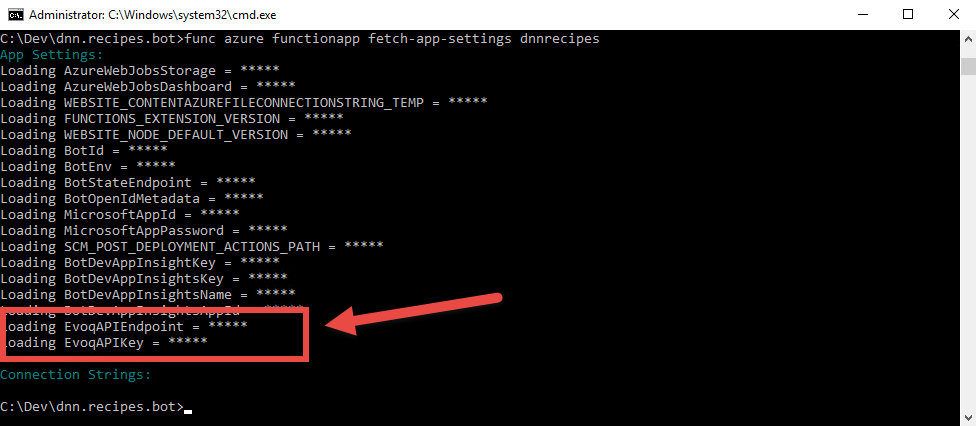 Administrator: C:\Windows\system32\cmd.exe
C:\Dev\dnn.recipes.bot>func azure functionapp fetch-app-settings dnnrecipes
App Settings:
Loading AzureWebJobsStorage = *****
Loading AzureWebJobsDashboard = *****
Loading WEBSITE_CONTENTAZUREFILECONNECTIONSTRING_TEMP = *****
Loading FUNCTIONS_EXTENSION_VERSION = *****
Loading WEBSITE_NODE_DEFAULT_VERSION = *****
Loading BotId = *****
Loading BotEnv = *****
Loading BotStateEndpoint = *****
Loading BotOpenIdMetadata = *****
Loading MicrosoftAppId = *****
Loading MicrosoftAppPassword = *****
Loading SCM_POST_DEPLOYMENT_ACTIONS_PATH = *****
Loading BotDevAppInsightKey = *****
Loading BotDevAppInsightsKey = *****
Loading BotDevAppInsightsName = *****
Loading BotDevAppInsightsAppId = *****
Loading EvoqAPIEndpoint = *****
Loading EvoqAPIKey = *****
Connection Strings:
C:\Dev\dnn.recipes.bot>